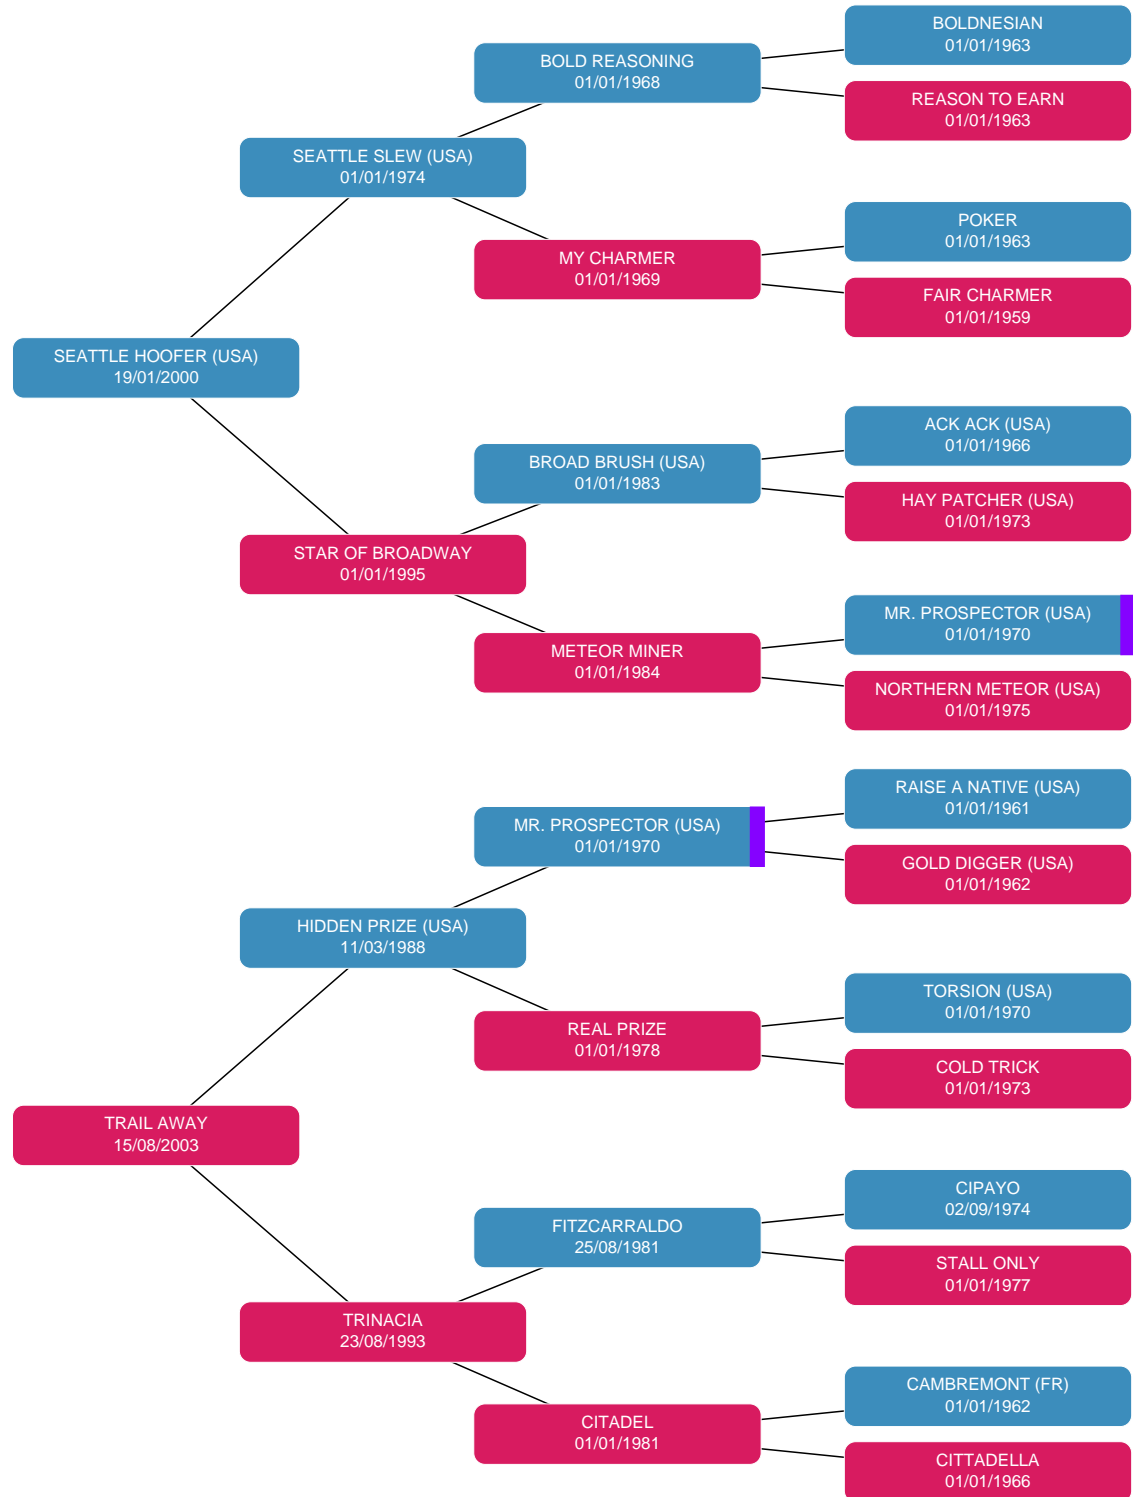 BOLDNESIAN
01/01/1963
BOLD REASONING
01/01/1968
REASON TO EARN
01/01/1963
SEATTLE SLEW (USA)
01/01/1974
POKER
01/01/1963
MY CHARMER
01/01/1969
FAIR CHARMER
01/01/1959
SEATTLE HOOFER (USA)
19/01/2000
ACK ACK (USA)
01/01/1966
BROAD BRUSH (USA)
01/01/1983
HAY PATCHER (USA)
01/01/1973
STAR OF BROADWAY
01/01/1995
MR. PROSPECTOR (USA)
01/01/1970
METEOR MINER
01/01/1984
NORTHERN METEOR (USA)
01/01/1975
RAISE A NATIVE (USA)
01/01/1961
MR. PROSPECTOR (USA)
01/01/1970
GOLD DIGGER (USA)
01/01/1962
HIDDEN PRIZE (USA)
11/03/1988
TORSION (USA)
01/01/1970
REAL PRIZE
01/01/1978
COLD TRICK
01/01/1973
TRAIL AWAY
15/08/2003
CIPAYO
02/09/1974
FITZCARRALDO
25/08/1981
STALL ONLY
01/01/1977
TRINACIA
23/08/1993
CAMBREMONT (FR)
01/01/1962
CITADEL
01/01/1981
CITTADELLA
01/01/1966